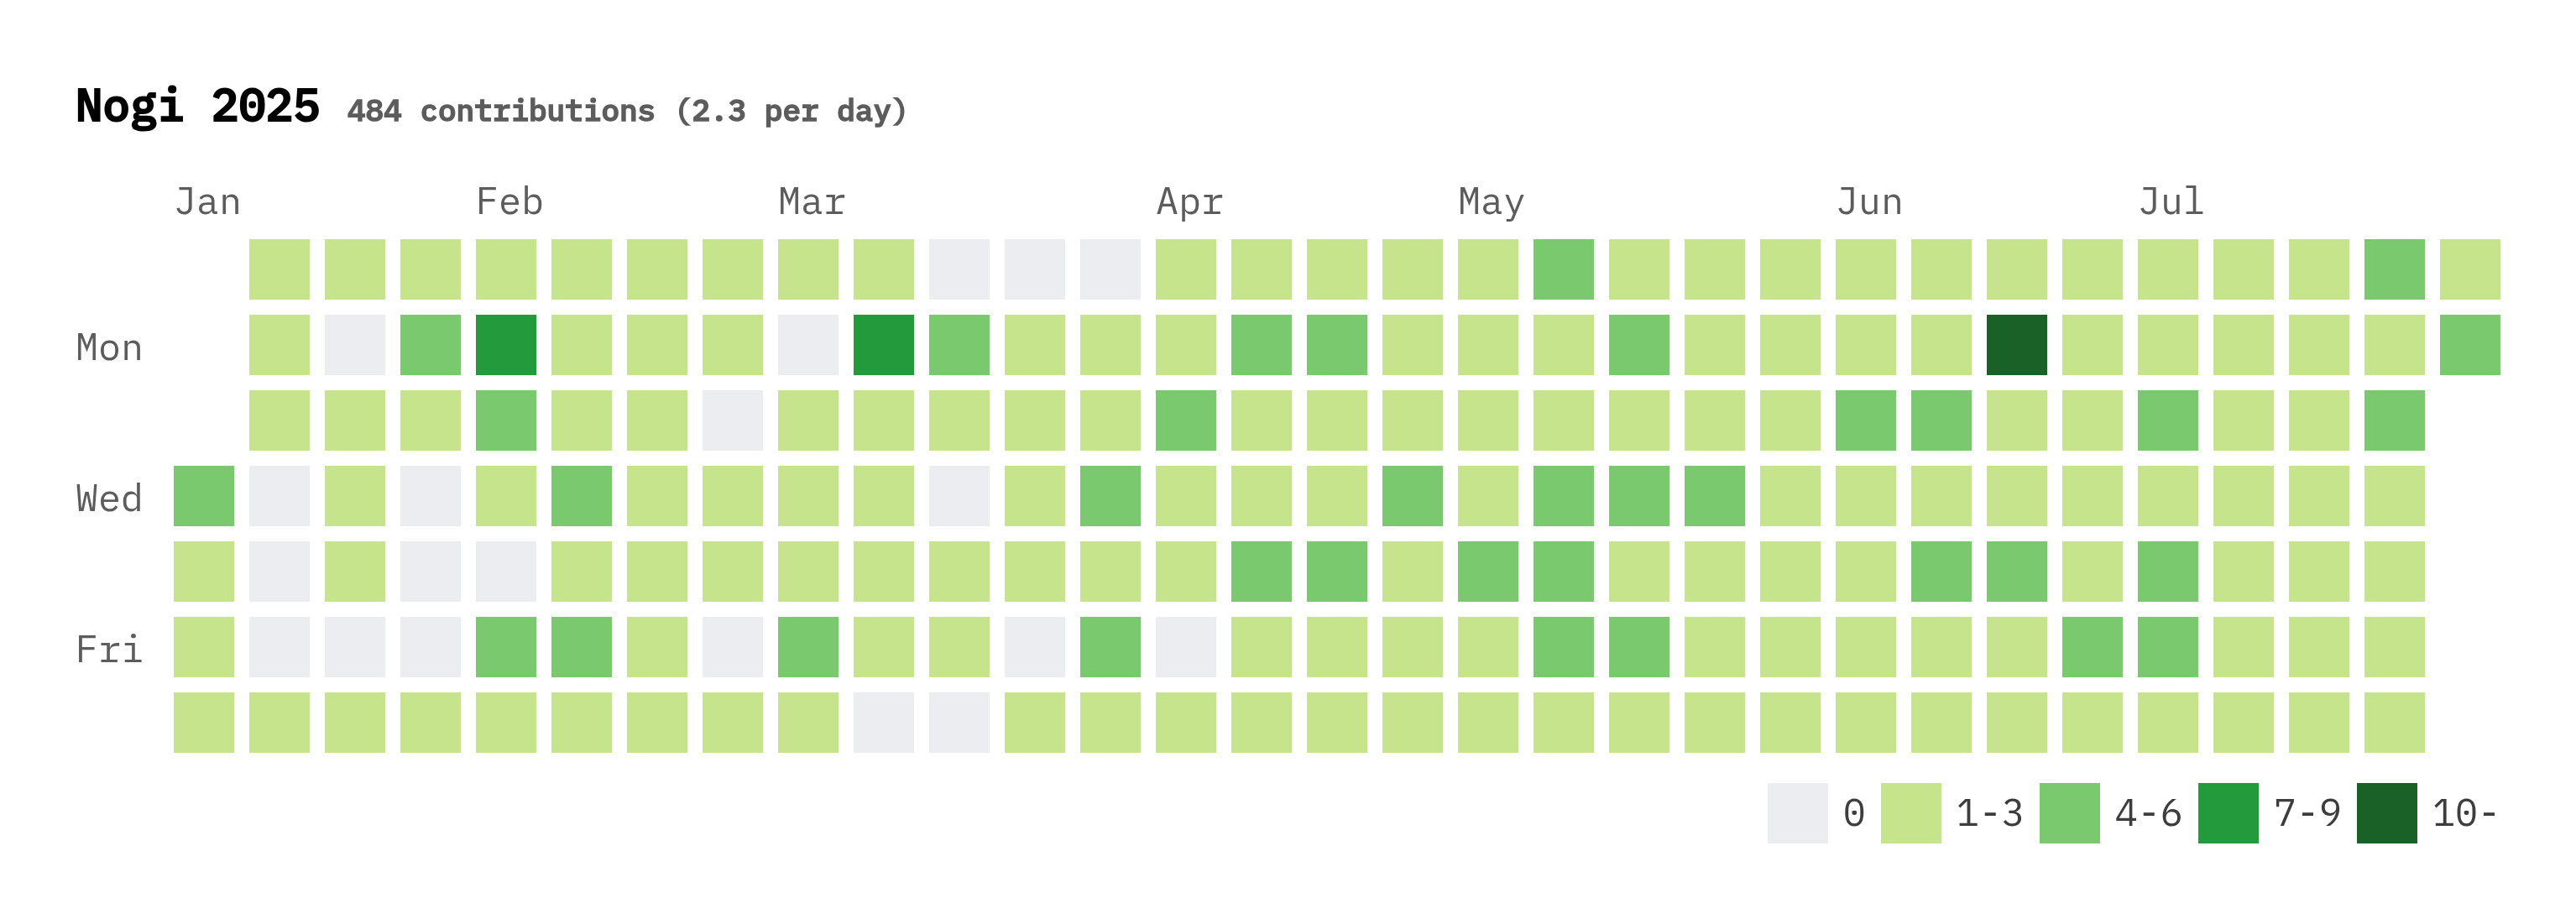 Nogi 2025 484 contributions (2.3 per day)
Jan Feb Mar Apr May Jun Jul
Mon
Wed
Fri
0 1-3 4-6 7-9 10-